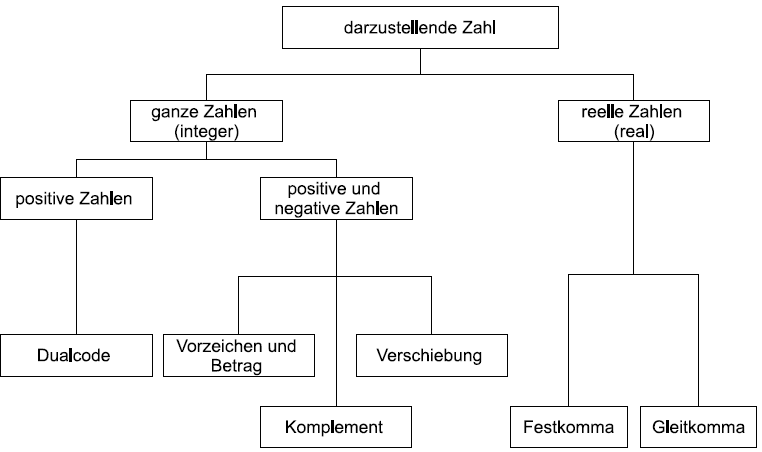 darzustellende Zahl
ganze Zahlen
(integer)
reelle Zahlen
(real)
positive Zahlen
positive und
negative Zahlen
Dualcode
Vorzeichen und
Betrag
Verschiebung
Komplement
Festkomma
Gleitkomma